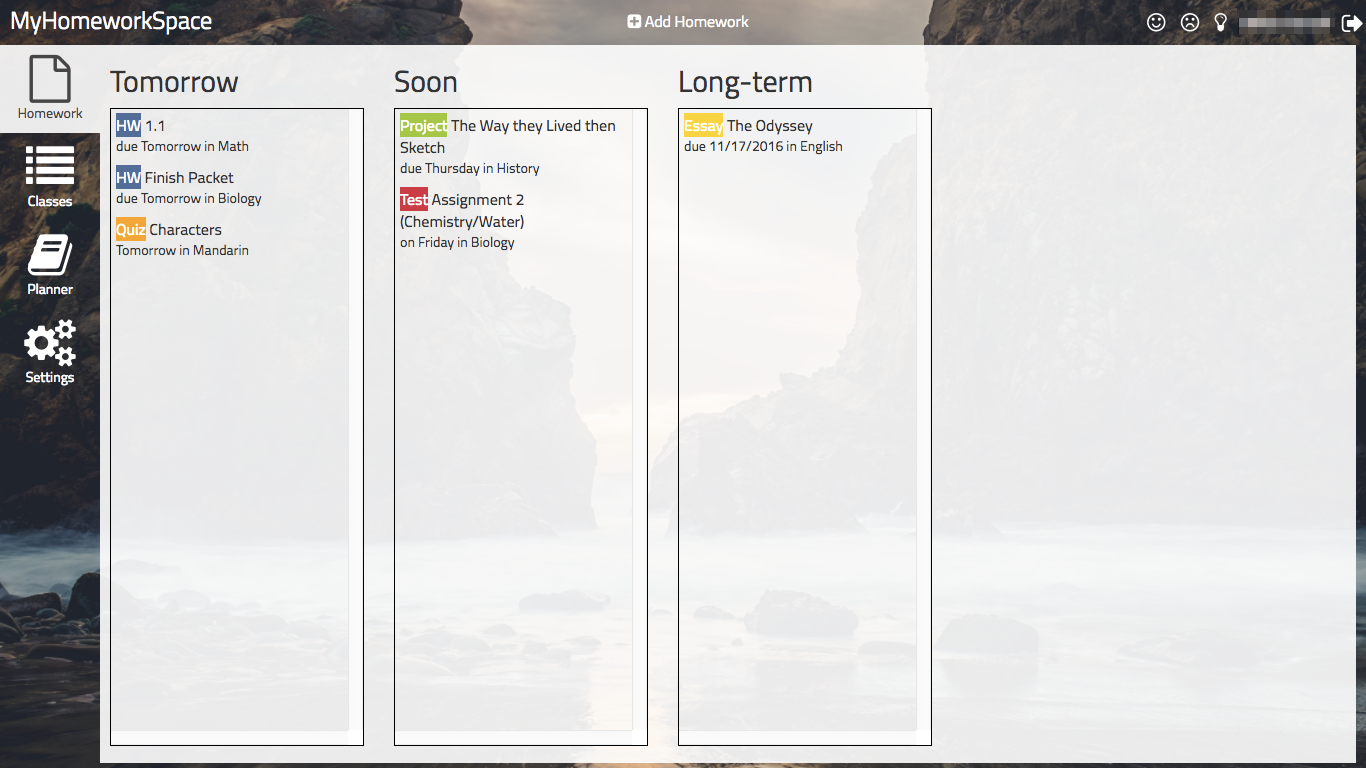 MyHomeworkSpace
Add Homework
Homework
Classes
Planner
Settings
Tomorrow
HW 1.1
due Tomorrow in Math
HW Finish Packet
due Tomorrow in Biology
Quiz Characters
Tomorrow in Mandarin
Soon
Project The Way they Lived then
Sketch
due Thursday in History
Test Assignment 2
(Chemistry/Water)
on Friday in Biology
Long-term
Essay The Odyssey
due 11/17/2016 in English